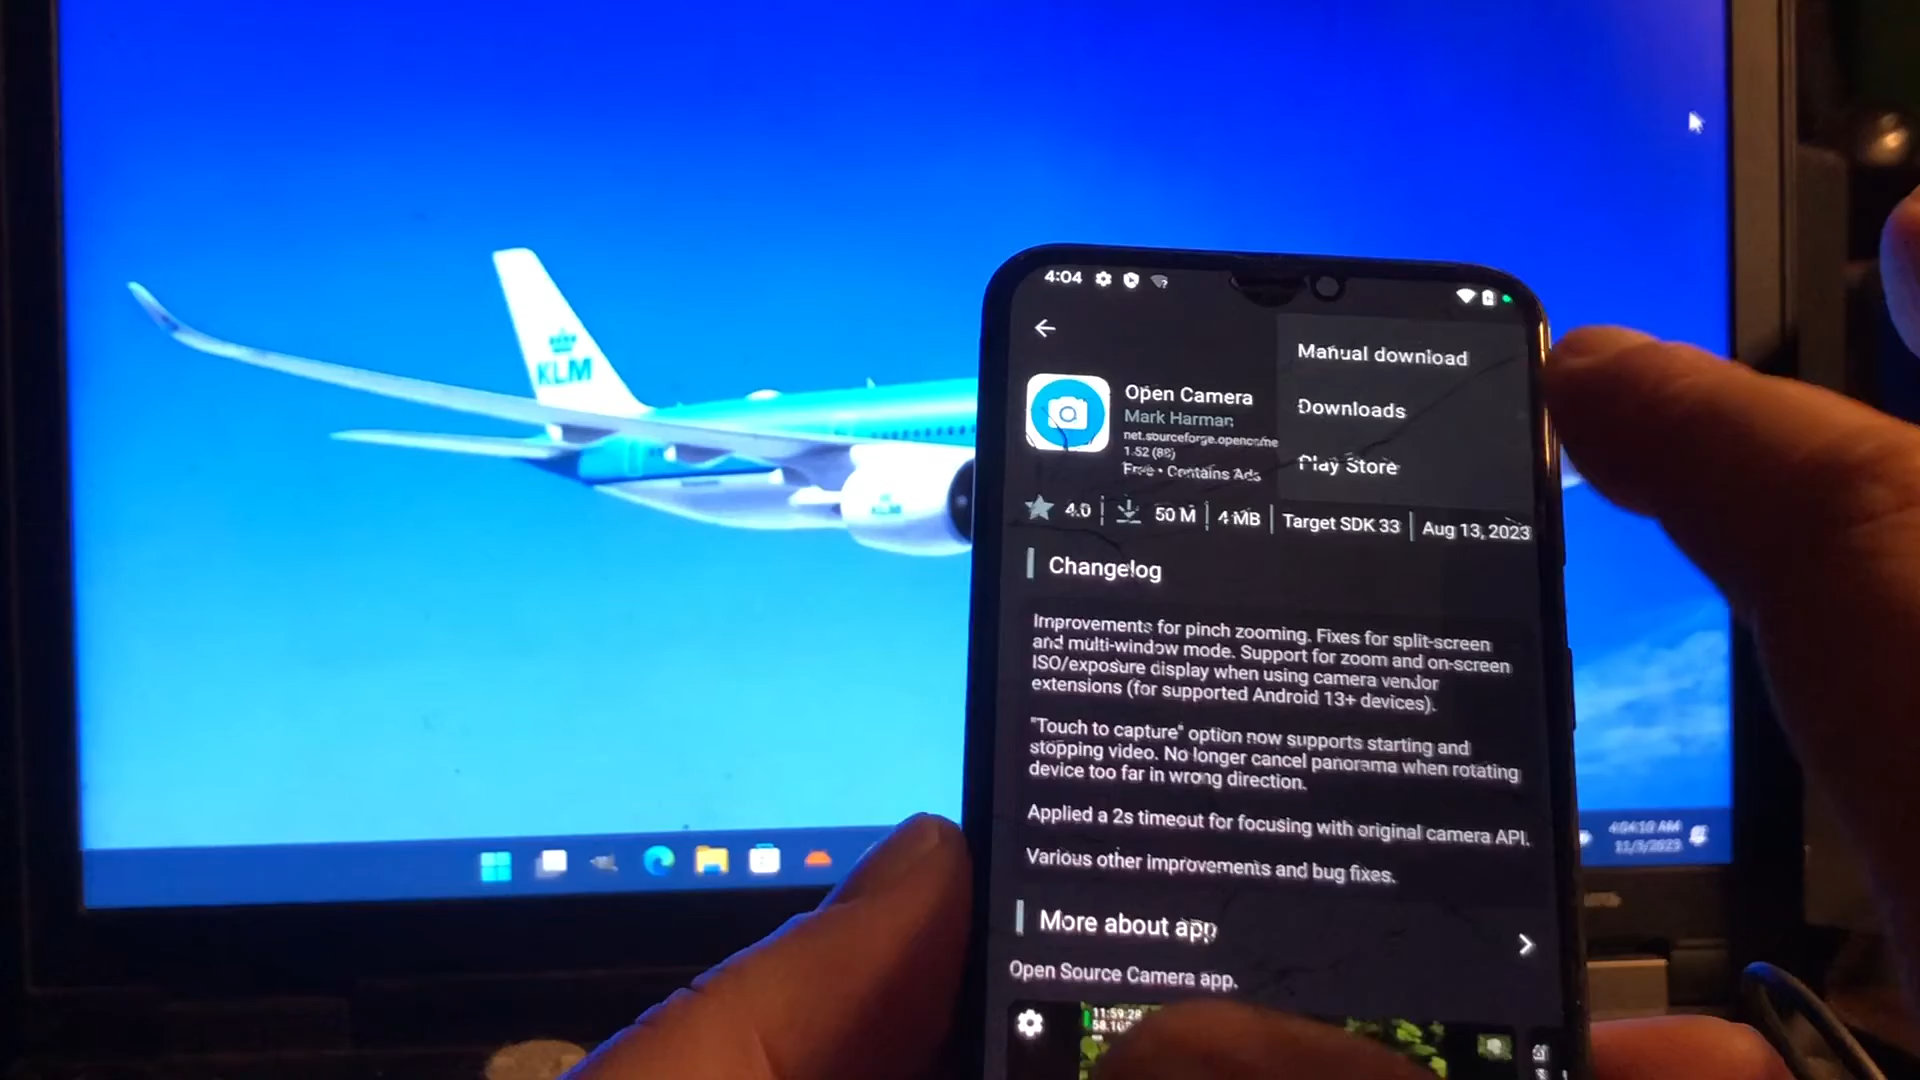 KLM
KLM
4:04
Manual download
Downloads
Play Store
Open Camera
Mark Harman
net.sourceforge.opencame
1.52 (88)
Free • Contains Ads
4.0 | 50 M | 4 MB | Target SDK 33 | Aug 13, 2023
Changelog
Improvements for pinch zooming. Fixes for split-screen
and multi-window mode. Support for zoom and on-screen
ISO/exposure display when using camera vendor
extensions (for supported Android 13+ devices).
"Touch to capture" option now supports starting and
stopping video. No longer cancel panorama when rotating
device too far in wrong direction.
Applied a 2s timeout for focusing with original camera API.
Various other improvements and bug fixes.
More about app
Open Source Camera app.
11:59:28
4:04:10 AM
11/5/2023